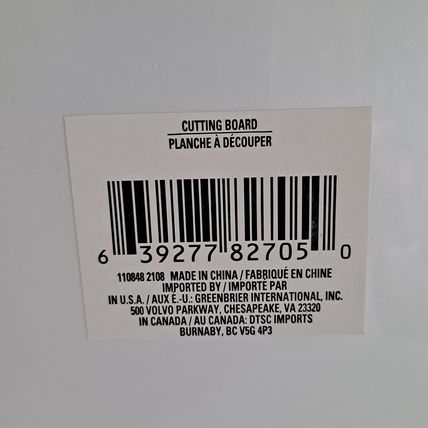 CUTTING BOARD
PLANCHE À DÉCOUPER
6 39277 82705 0
110848 2108 MADE IN CHINA / FABRIQUÉ EN CHINE
IMPORTED BY / IMPORTÉ PAR
IN U.S.A. / AUX É.-U.: GREENBRIER INTERNATIONAL, INC.
500 VOLVO PARKWAY, CHESAPEAKE, VA 23320
IN CANADA / AU CANADA: DTSC IMPORTS
BURNABY, BC V5G 4P3